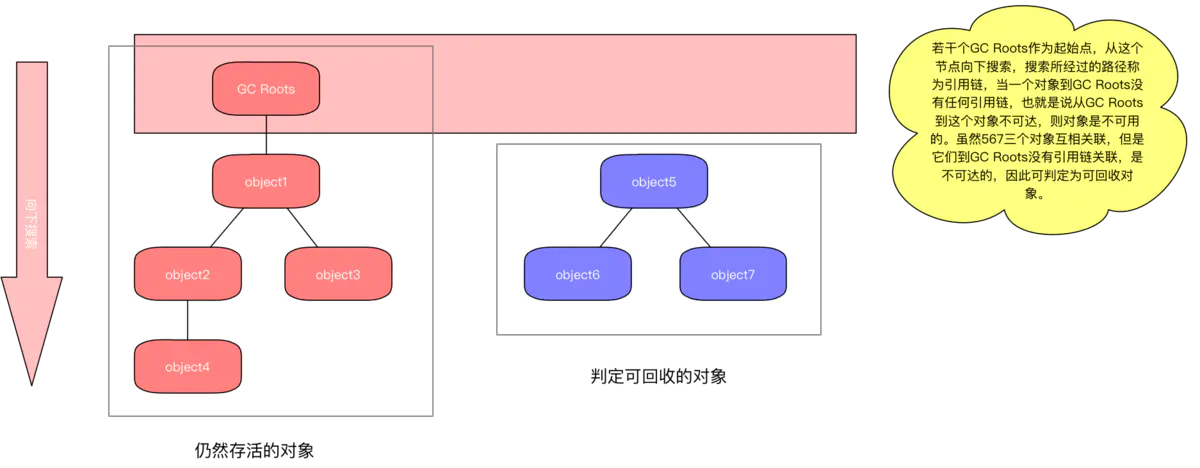 若干个GC Roots作为起始点，从这个
节点向下搜索，搜索所经过的路径称
为引用链，当一个对象到GC Roots没
有任何引用链，也就是说从GC Roots
到这个对象不可达，则对象是不可用
的。虽然567三个对象互相关联，但是
它们到GC Roots没有引用链关联，是
不可达的，因此可判定为可回收对
象。
GC Roots
object1
object5
向下搜索
object2
object3
object6
object7
object4
判定可回收的对象
仍然存活的对象